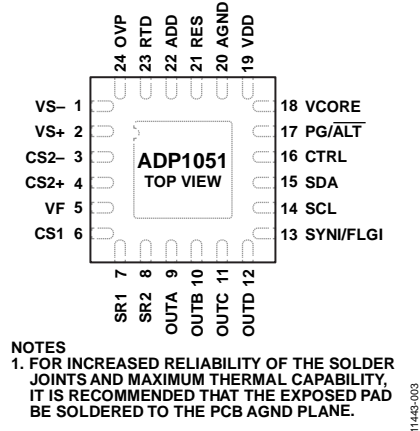 24 OVP
23 RTD
22 ADD
21 RES
20 AGND
19 VDD
VS– 1
VS+ 2
CS2– 3
CS2+ 4
VF 5
CS1 6
ADP1051
TOP VIEW
18 VCORE
17 PG/ALT
16 CTRL
15 SDA
14 SCL
13 SYNI/FLGI
SR1 7
SR2 8
OUTA 9
OUTB 10
OUTC 11
OUTD 12
NOTES
1. FOR INCREASED RELIABILITY OF THE SOLDER
JOINTS AND MAXIMUM THERMAL CAPABILITY,
IT IS RECOMMENDED THAT THE EXPOSED PAD
BE SOLDERED TO THE PCB AGND PLANE.
11443-003